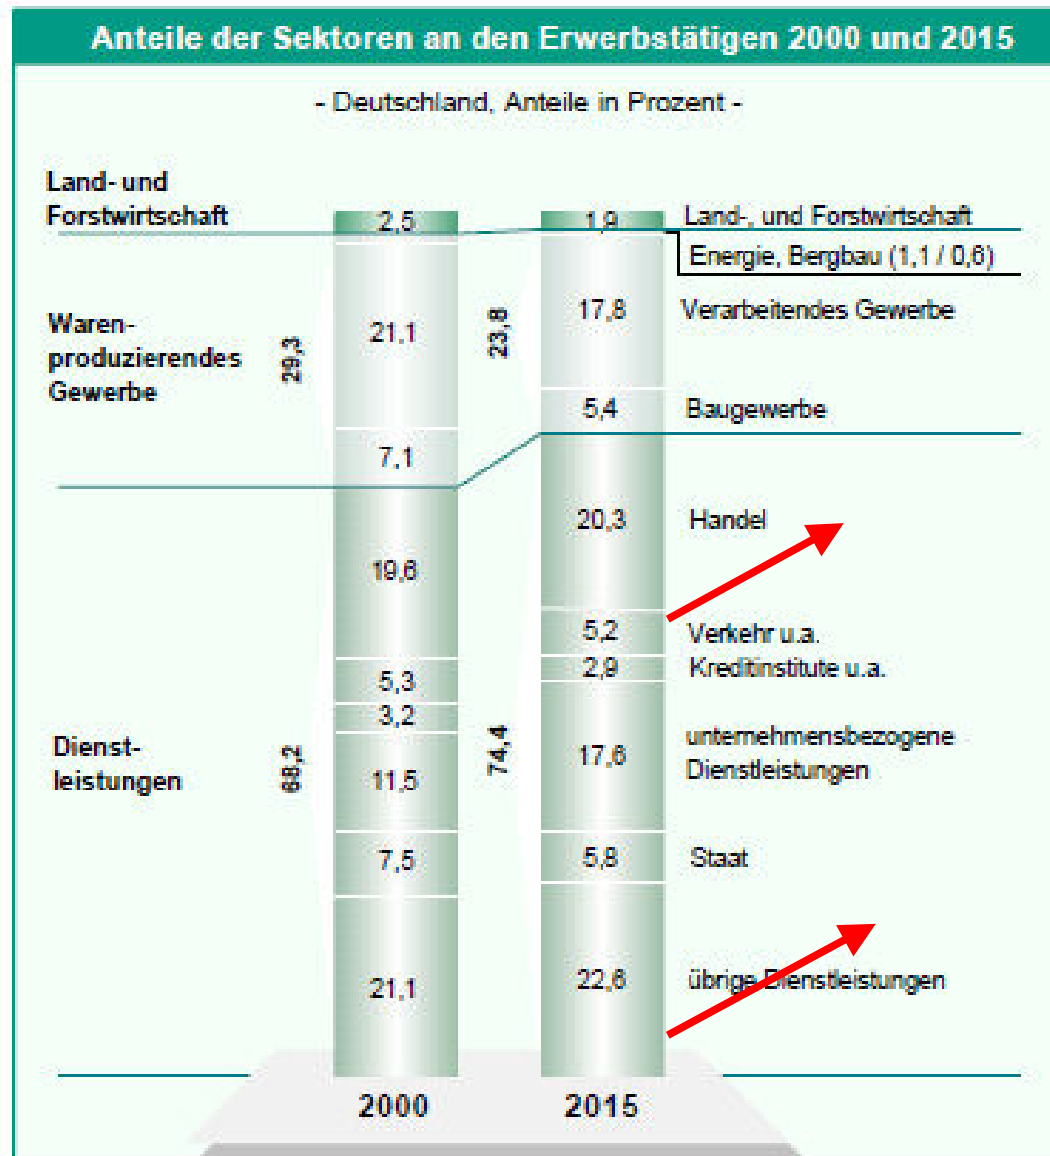 Anteile der Sektoren an den Erwerbstätigen 2000 und 2015
- Deutschland, Anteile in Prozent -
Land- und
Forstwirtschaft
2,5
1,9
Land-, und Forstwirtschaft
Energie, Bergbau (1,1 / 0,6)
Waren-
produzierendes
Gewerbe
29,3
21,1
23,8
17,8
Verarbeitendes Gewerbe
5,4
Baugewerbe
7,1
20,3
Handel
19,6
5,2
Verkehr u.a.
2,9
Kreditinstitute u.a.
5,3
3,2
Dienst-
leistungen
68,2
11,5
74,4
17,6
unternehmensbezogene
Dienstleistungen
7,5
5,8
Staat
21,1
22,6
übrige Dienstleistungen
2000
2015